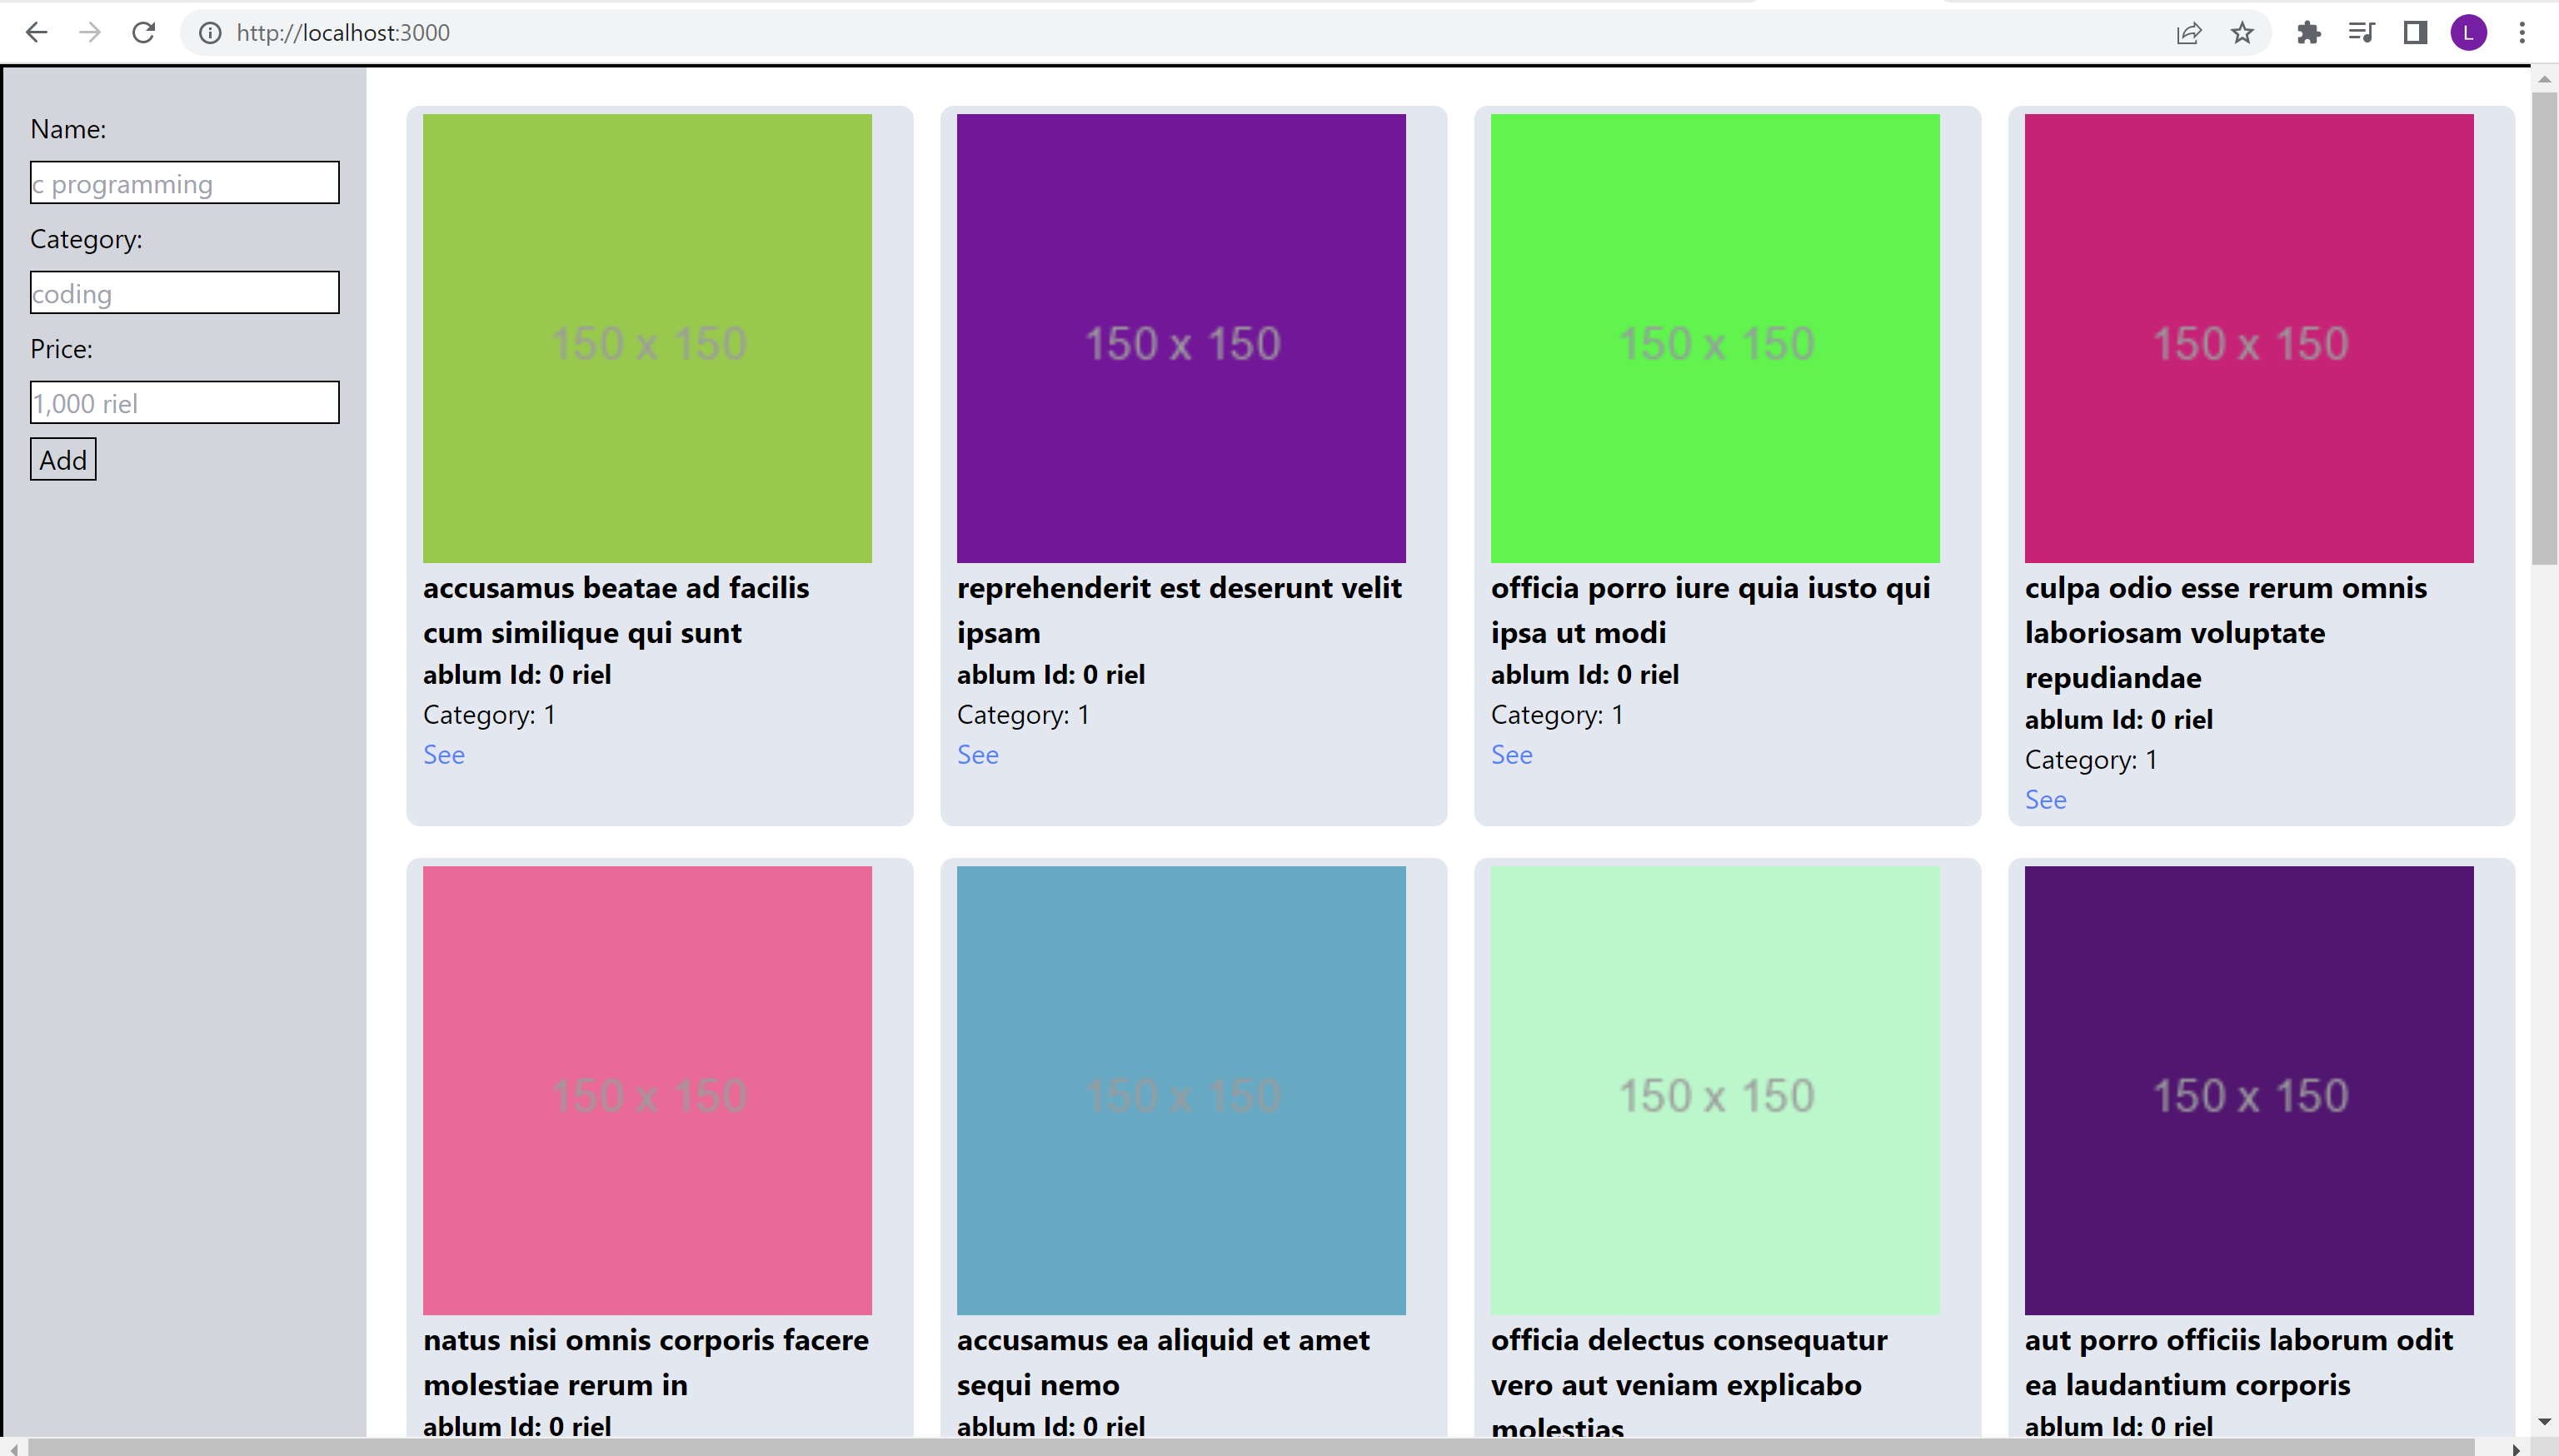 http://localhost:3000
L
Name:
c programming
Category:
coding
Price:
1,000 riel
Add
150 x 150
accusamus beatae ad facilis
cum similique qui sunt
ablum Id: 0 riel
Category: 1
See
150 x 150
reprehenderit est deserunt velit
ipsam
ablum Id: 0 riel
Category: 1
See
150 x 150
officia porro iure quia iusto qui
ipsa ut modi
ablum Id: 0 riel
Category: 1
See
150 x 150
culpa odio esse rerum omnis
laboriosam voluptate
repudiandae
ablum Id: 0 riel
Category: 1
See
150 x 150
natus nisi omnis corporis facere
molestiae rerum in
ablum Id: 0 riel
150 x 150
accusamus ea aliquid et amet
sequi nemo
ablum Id: 0 riel
150 x 150
officia delectus consequatur
vero aut veniam explicabo
molestias
150 x 150
aut porro officiis laborum odit
ea laudantium corporis
ablum Id: 0 riel